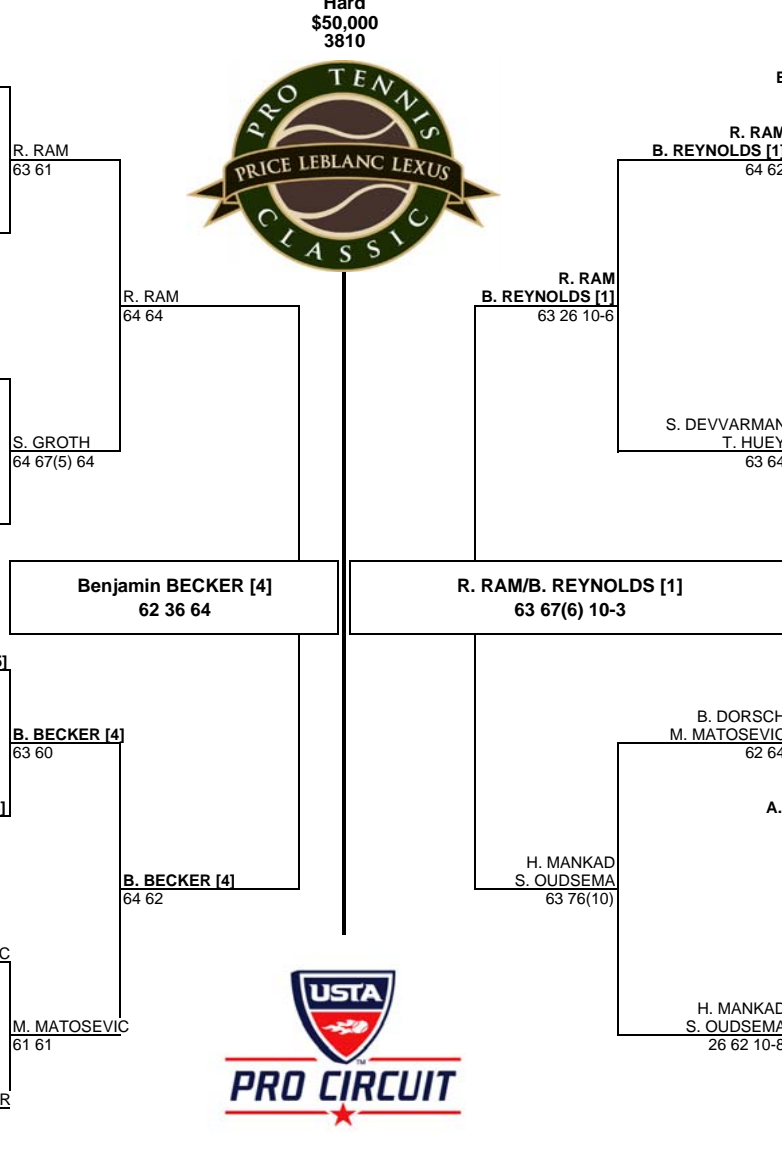 Hard
$50,000
3810
PRO TENNIS
PRICE LEBLANC LEXUS
CLASSIC
R. RAM
63 61
R. RAM
64 64
S. GROTH
64 67(5) 64
Benjamin BECKER [4]
62 36 64
B. BECKER [4]
63 60
B. BECKER [4]
64 62
C
M. MATOSEVIC
61 61
R
R. RAM
B. REYNOLDS [1]
64 62
R. RAM
B. REYNOLDS [1]
63 26 10-6
S. DEVVARMAN
T. HUEY
63 64
R. RAM/B. REYNOLDS [1]
63 67(6) 10-3
B. DORSCH
M. MATOSEVIC
62 64
A.
H. MANKAD
S. OUDSEMA
63 76(10)
H. MANKAD
S. OUDSEMA
26 62 10-8
USTA
TM
PRO CIRCUIT